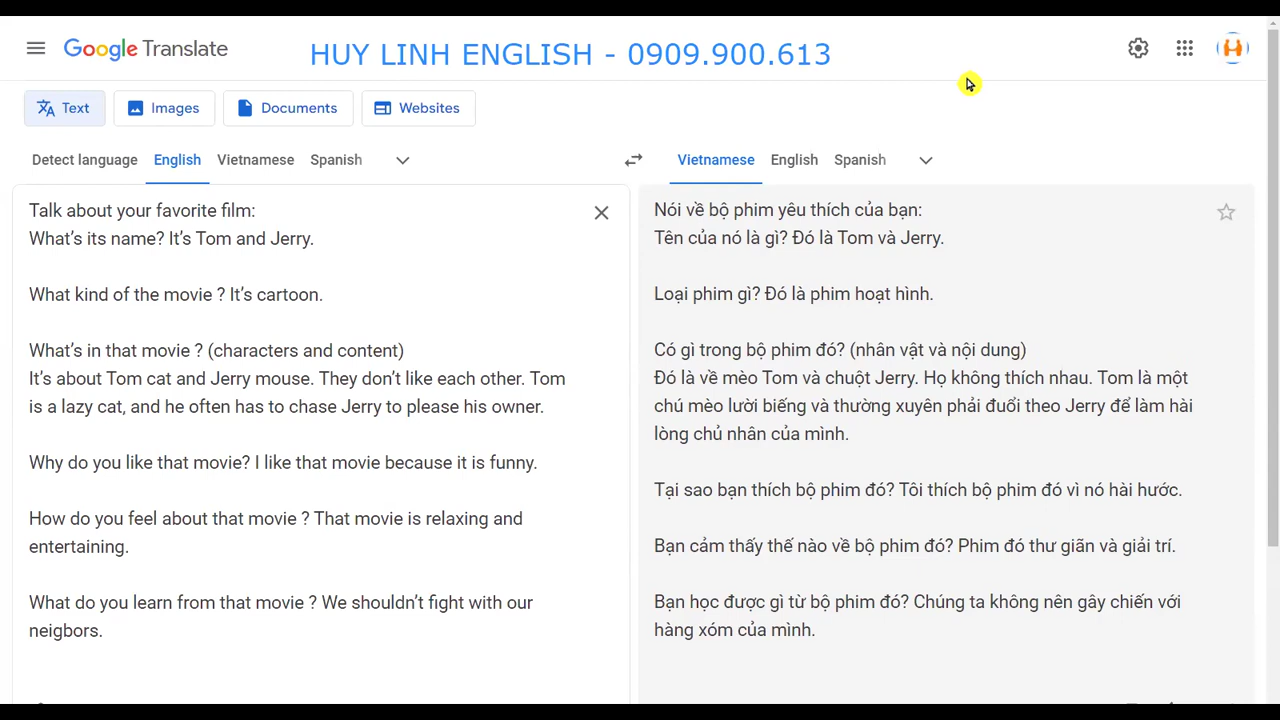 Google Translate
HUY LINH ENGLISH - 0909.900.613
Text
Images
Documents
Websites
Detect language
English
Vietnamese
Spanish
Vietnamese
English
Spanish
Talk about your favorite film:
What’s its name? It’s Tom and Jerry.
What kind of the movie ? It’s cartoon.
What’s in that movie ? (characters and content)
It’s about Tom cat and Jerry mouse. They don’t like each other. Tom
is a lazy cat, and he often has to chase Jerry to please his owner.
Why do you like that movie? I like that movie because it is funny.
How do you feel about that movie ? That movie is relaxing and
entertaining.
What do you learn from that movie ? We shouldn’t fight with our
neigbors.
Nói về bộ phim yêu thích của bạn:
Tên của nó là gì? Đó là Tom và Jerry.
Loại phim gì? Đó là phim hoạt hình.
Có gì trong bộ phim đó? (nhân vật và nội dung)
Đó là về mèo Tom và chuột Jerry. Họ không thích nhau. Tom là một
chú mèo lười biếng và thường xuyên phải đuổi theo Jerry để làm hài
lòng chủ nhân của mình.
Tại sao bạn thích bộ phim đó? Tôi thích bộ phim đó vì nó hài hước.
Bạn cảm thấy thế nào về bộ phim đó? Phim đó thư giãn và giải trí.
Bạn học được gì từ bộ phim đó? Chúng ta không nên gây chiến với
hàng xóm của mình.